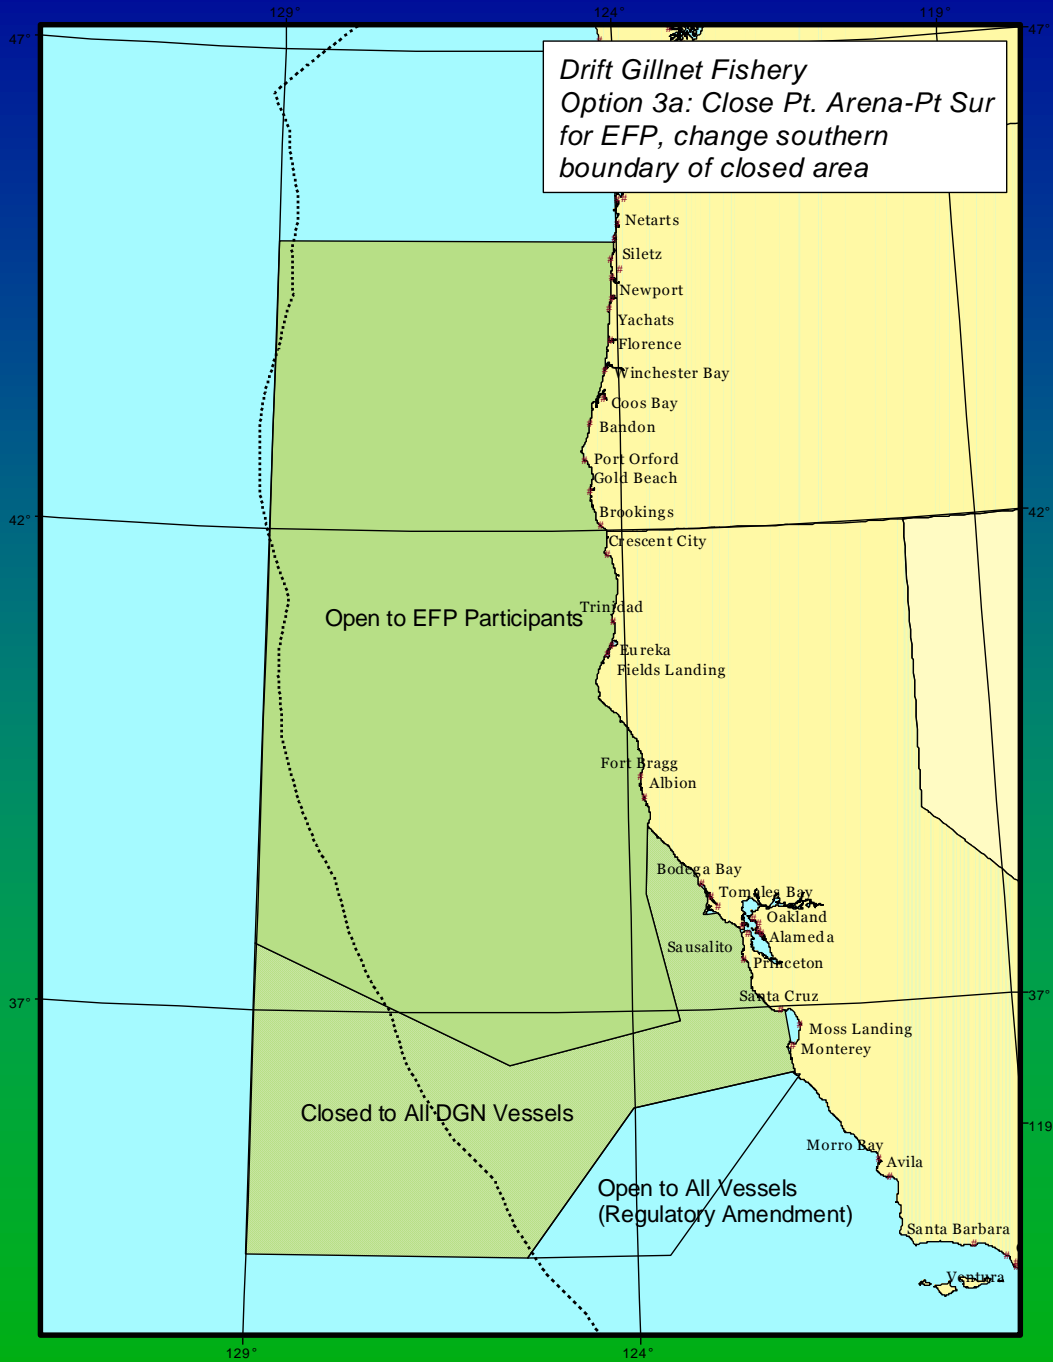 129°
124°
119°
47°
47°
Drift Gillnet Fishery
Option 3a: Close Pt. Arena-Pt Sur
for EFP, change southern
boundary of closed area
Netarts
Siletz
Newport
Yachats
Florence
Winchester Bay
Coos Bay
Bandon
Port Orford
Gold Beach
Brookings
42°
42°
Crescent City
Trinidad
Open to EFP Participants
Eureka
Fields Landing
Fort Bragg
Albion
Bodega Bay
Tomales Bay
Oakland
Alameda
Sausalito
Princeton
37°
37°
Santa Cruz
Moss Landing
Monterey
Closed to All DGN Vessels
119
Morro Bay
Avila
Open to All Vessels
(Regulatory Amendment)
Santa Barbara
Ventura
129°
124°